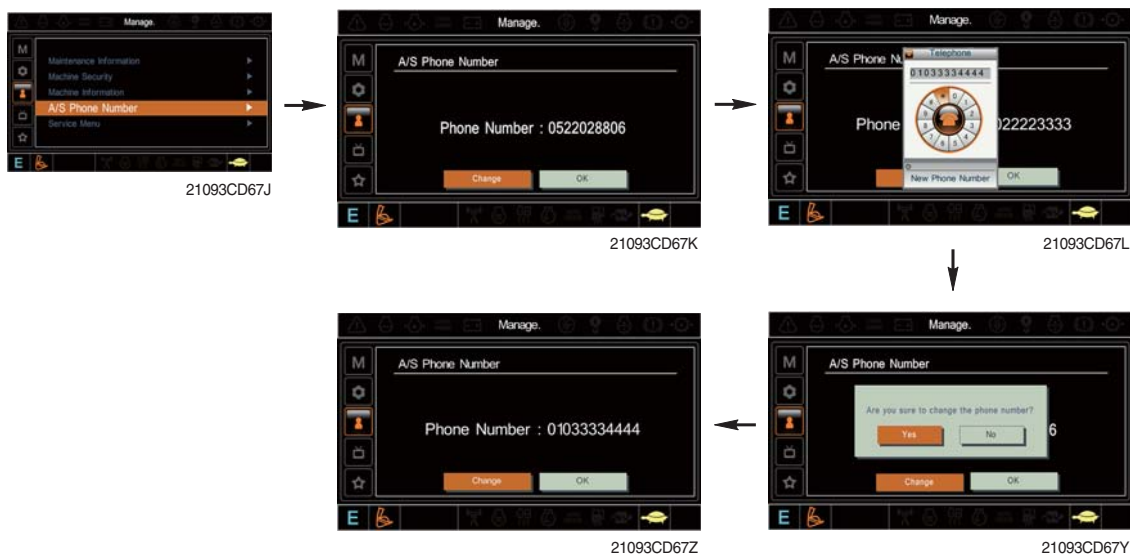 Manage.
M
Maintenance Information
Machine Security
Machine Information
A/S Phone Number
Service Menu
E
21093CD67J
Manage.
M
A/S Phone Number
Phone Number : 0522028806
Change OK
E
21093CD67K
Manage.
M
A/S Phone Nu
Telephone
01033334444
Phone 022223333
New Phone Number
OK
E
21093CD67L
Manage.
M
A/S Phone Number
Phone Number : 01033334444
Change OK
E
21093CD67Z
Manage.
M
A/S Phone Number
Are you sure to change the phone number?
Yes No
6
Change OK
E
21093CD67Y